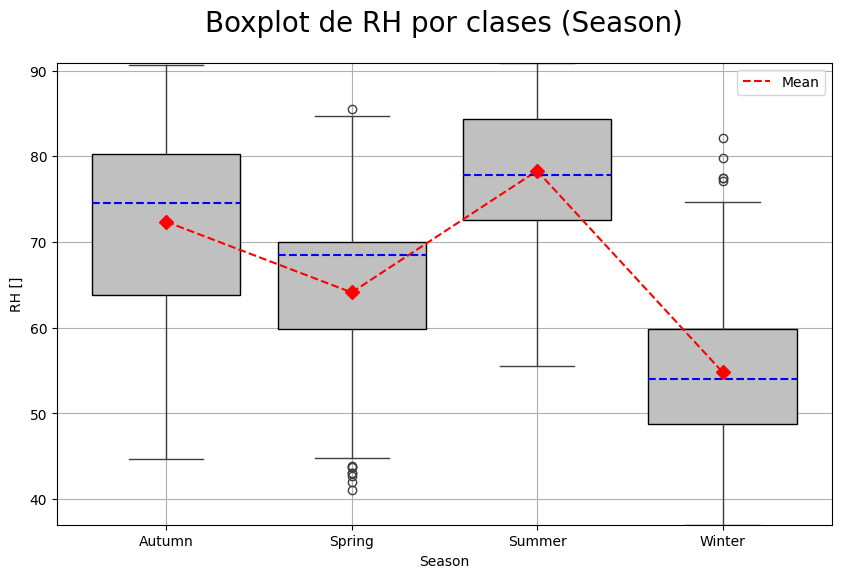 Boxplot de RH por clases (Season)
Mean
90
80
70
60
50
40
RH []
Autumn Spring Summer Winter
Season